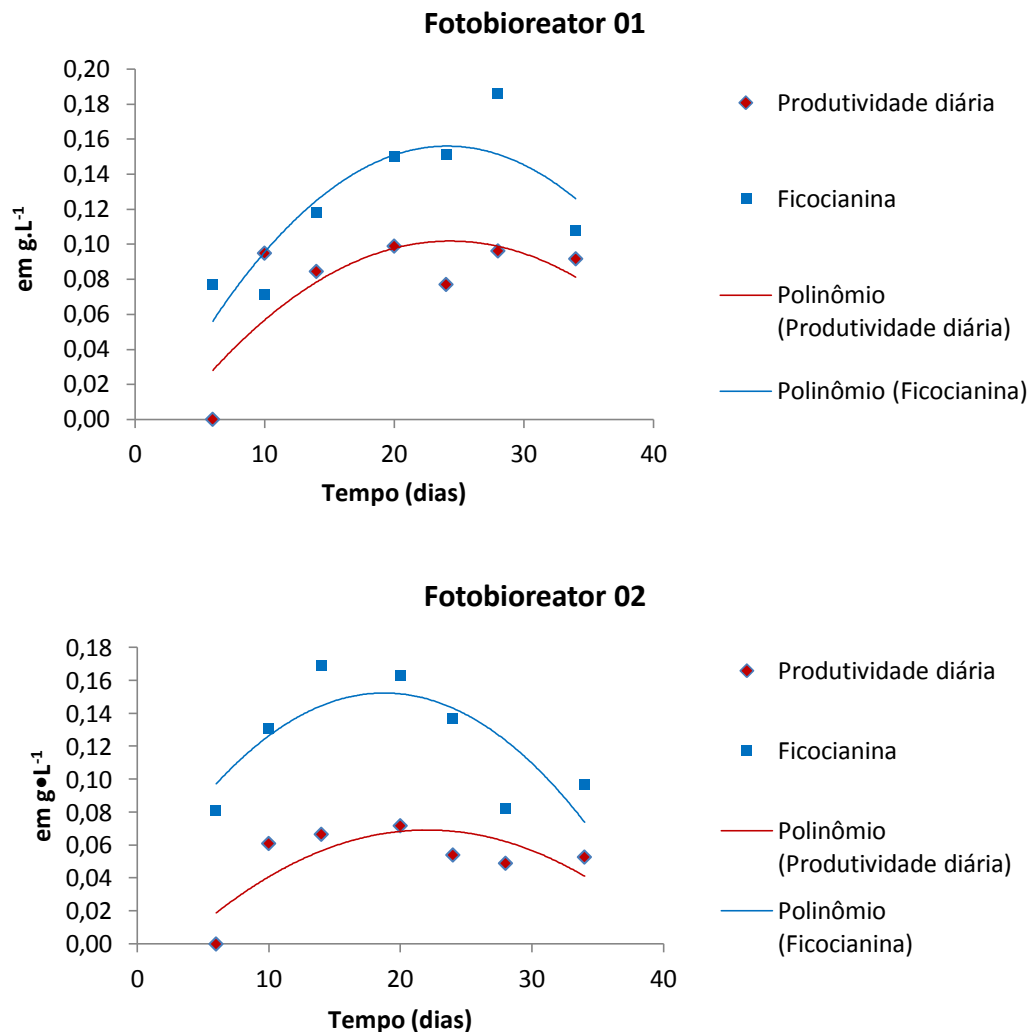 Fotobioreator 01
0,20
0,18
0,16
0,14
0,12
0,10
0,08
0,06
0,04
0,02
0,00
em g.L⁻¹
0
10
20
30
40
Tempo (dias)
Produtividade diária
Ficocianina
Polinômio
(Produtividade diária)
Polinômio (Ficocianina)
Fotobioreator 02
0,18
0,16
0,14
0,12
0,10
0,08
0,06
0,04
0,02
0,00
em g●L⁻¹
0
10
20
30
40
Tempo (dias)
Produtividade diária
Ficocianina
Polinômio
(Produtividade diária)
Polinômio
(Ficocianina)